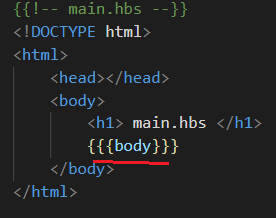 {{!-- main.hbs --}}
<!DOCTYPE html>
<html>
    <head></head>
    <body>
        <h1> main.hbs </h1>
        {{{body}}}
    </body>
</html>